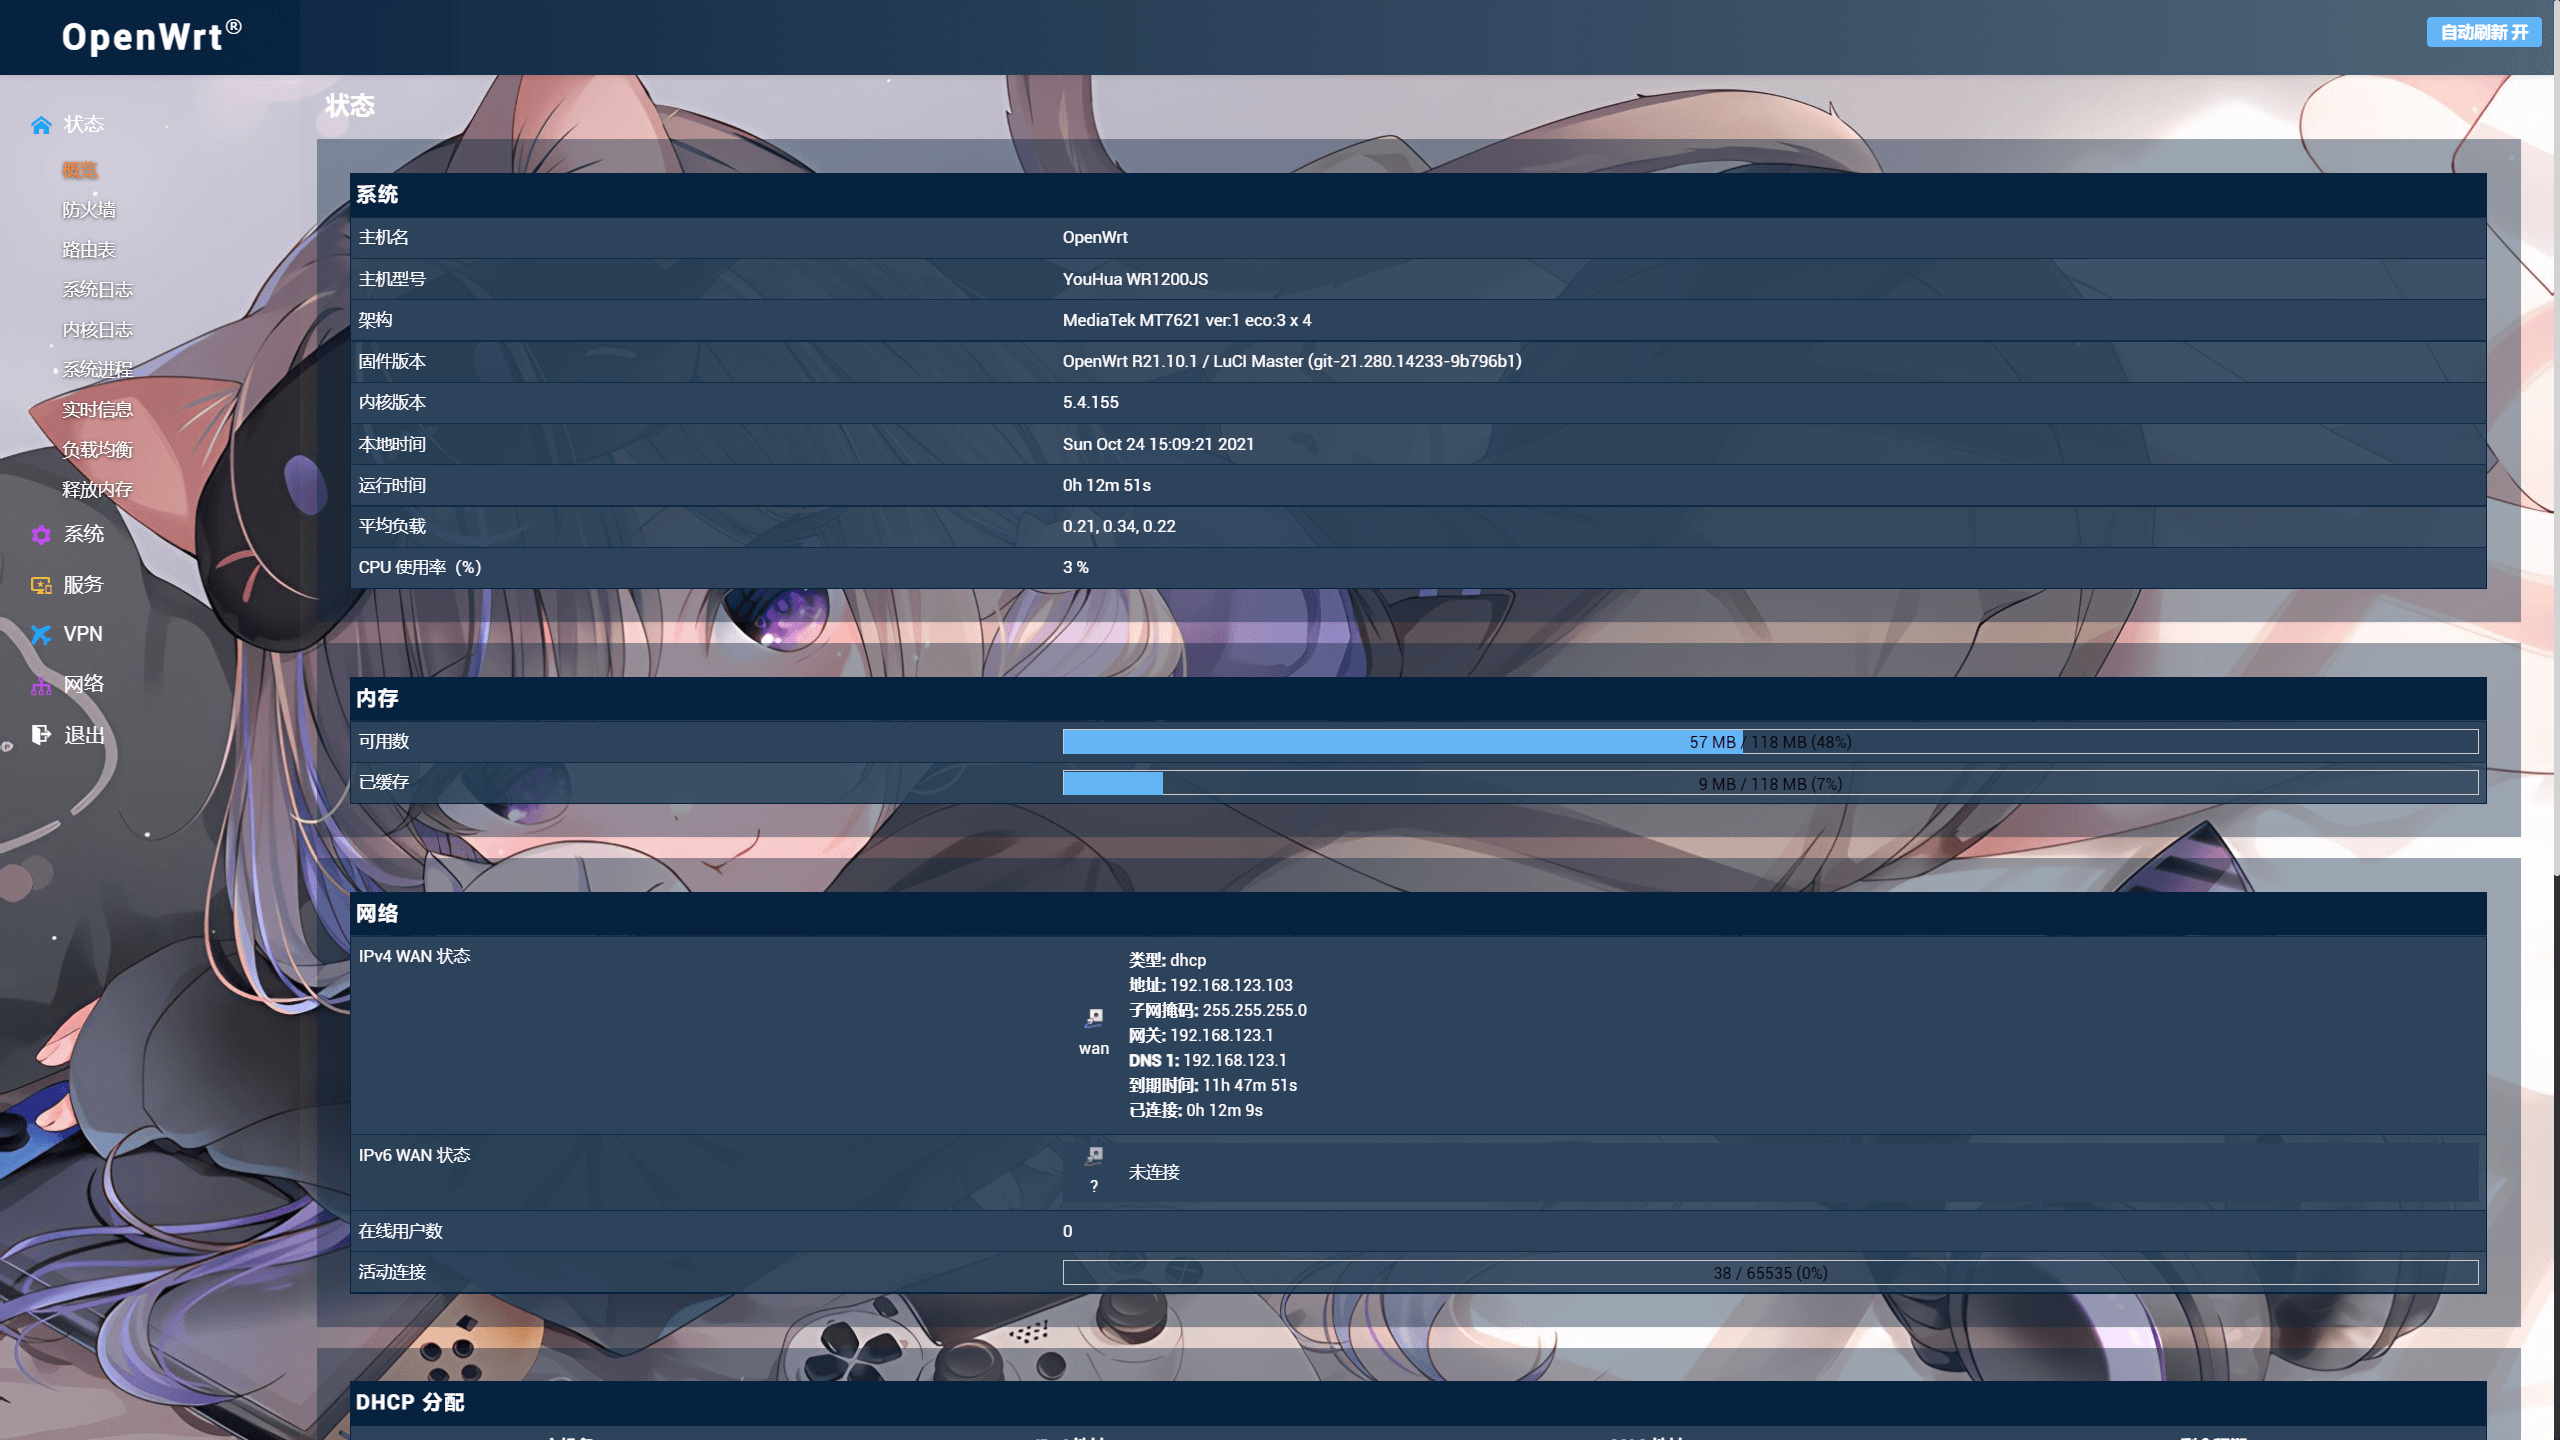 OpenWrt®
自动刷新 开
状态
概览
防火墙
路由表
系统日志
内核日志
系统进程
实时信息
负载均衡
释放内存
系统
服务
VPN
网络
退出
状态
系统
主机名 OpenWrt
主机型号 YouHua WR1200JS
架构 MediaTek MT7621 ver:1 eco:3 x 4
固件版本 OpenWrt R21.10.1 / LuCI Master (git-21.280.14233-9b796b1)
内核版本 5.4.155
本地时间 Sun Oct 24 15:09:21 2021
运行时间 0h 12m 51s
平均负载 0.21, 0.34, 0.22
CPU 使用率（%） 3 %
内存
可用数 57 MB / 118 MB (48%)
已缓存 9 MB / 118 MB (7%)
网络
IPv4 WAN 状态
wan
类型: dhcp
地址: 192.168.123.103
子网掩码: 255.255.255.0
网关: 192.168.123.1
DNS 1: 192.168.123.1
到期时间: 11h 47m 51s
已连接: 0h 12m 9s
IPv6 WAN 状态
?
未连接
在线用户数 0
活动连接 38 / 65535 (0%)
DHCP 分配